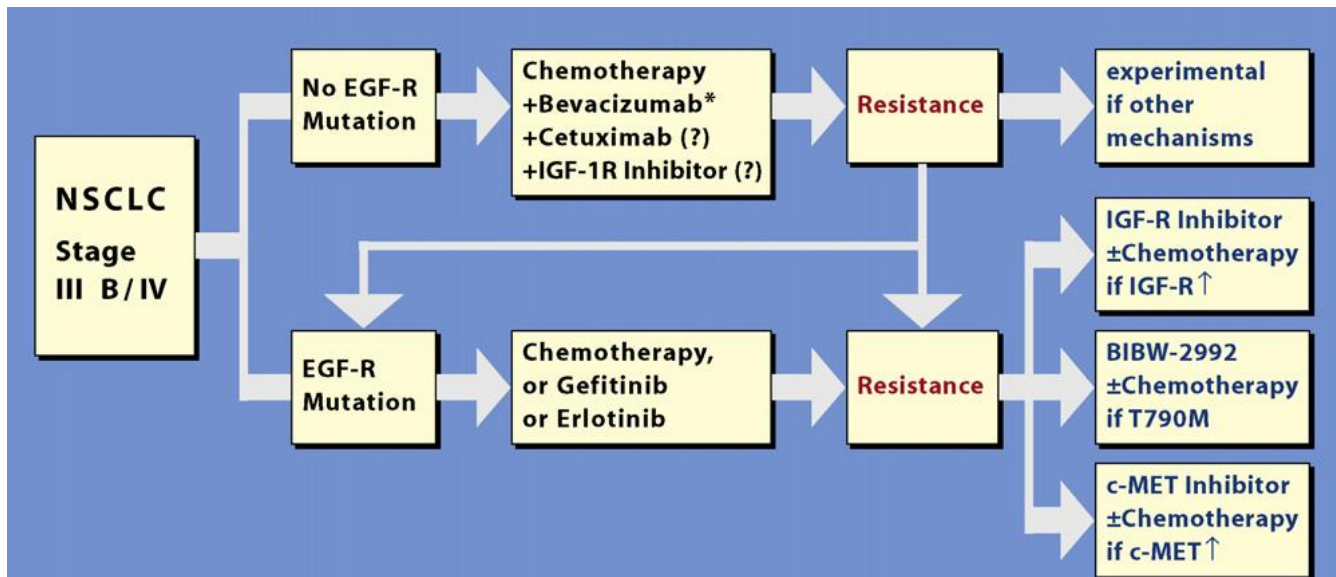 NSCLC
Stage
III B/IV
No EGF-R
Mutation
Chemotherapy
+Bevacizumab*
+Cetuximab (?)
+IGF-1R Inhibitor (?)
Resistance
experimental
if other
mechanisms
EGF-R
Mutation
Chemotherapy,
or Gefitinib
or Erlotinib
Resistance
IGF-R Inhibitor
±Chemotherapy
if IGF-R↑
BIBW-2992
±Chemotherapy
if T790M
c-MET Inhibitor
±Chemotherapy
if c-MET↑